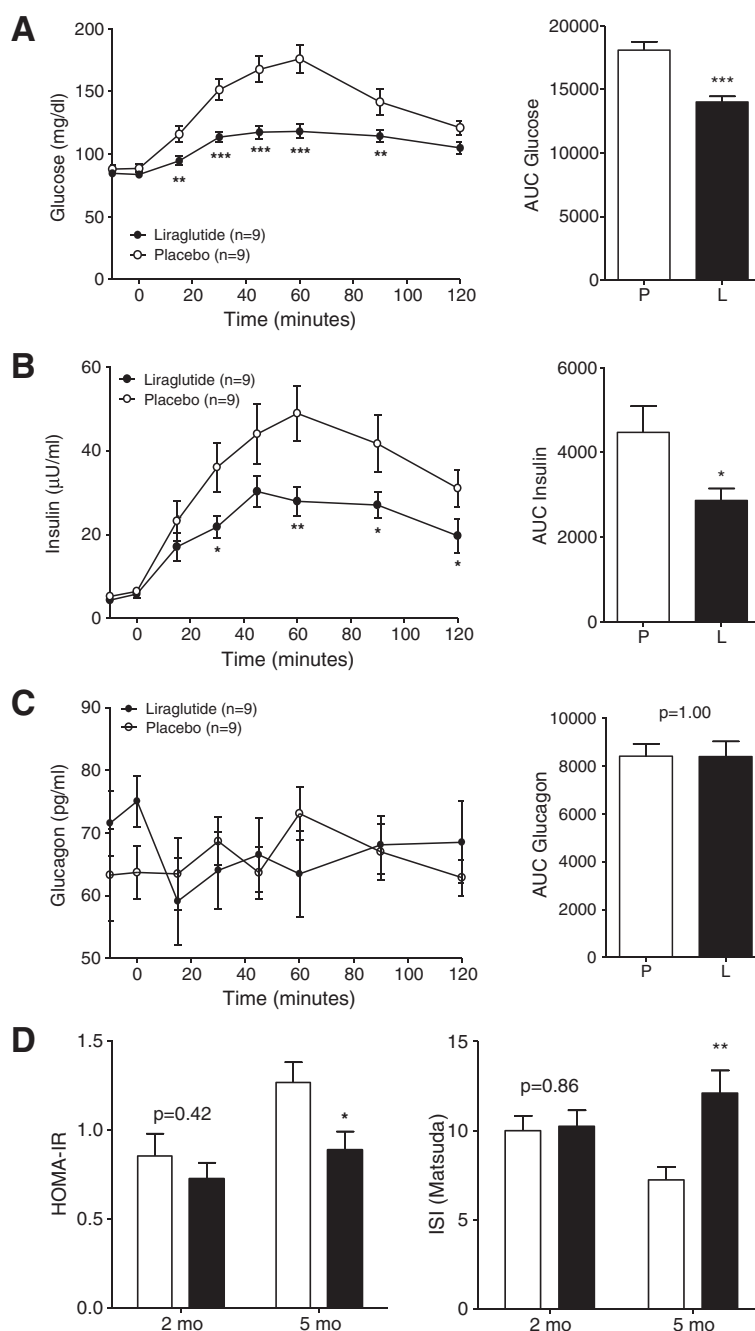 A
Glucose (mg/dl)
200
150
100
50
0
** *** *** *** **
Liraglutide (n=9)
Placebo (n=9)
0 20 40 60 80 100 120
Time (minutes)
AUC Glucose
20000
15000
10000
5000
0
***
P L
B
Insulin (μU/ml)
60
40
20
0
Liraglutide (n=9)
Placebo (n=9)
* ** * *
0 20 40 60 80 100 120
Time (minutes)
AUC Insulin
6000
4000
2000
0
*
P L
C
Glucagon (pg/ml)
90
80
70
60
50
Liraglutide (n=9)
Placebo (n=9)
0 20 40 60 80 100 120
Time (minutes)
AUC Glucagon
10000
8000
6000
4000
2000
0
p=1.00
P L
D
HOMA-IR
1.5
1.0
0.5
0.0
p=0.42
*
2 mo 5 mo
ISI (Matsuda)
15
10
5
0
p=0.86
**
2 mo 5 mo